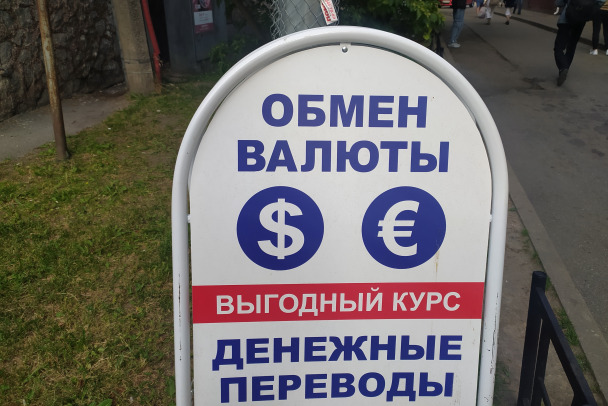 ОБМЕН
ВАЛЮТЫ
$ €
ВЫГОДНЫЙ КУРС
ДЕНЕЖНЫЕ
ПЕРЕВОДЫ